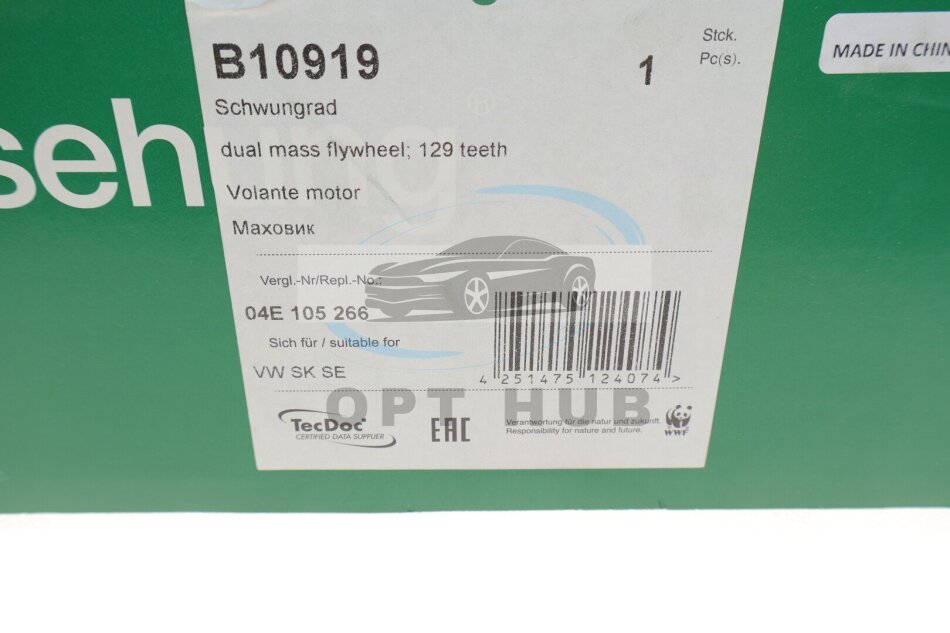 B10919
1
Stck.
Pc(s).
MADE IN CHIN
sehung ®
Schwungrad
dual mass flywheel; 129 teeth
Volante motor
Маховик
Vergl.-Nr/Repl.-No.:
04E 105 266
Sich für / suitable for
VW SK SE
4 251475 124074 >
OPT HUB
TecDoc
CERTIFIED DATA SUPPLIER
EAC
Verantwortung für die natur und zukunft.
Responsibility for nature and future.
WWF